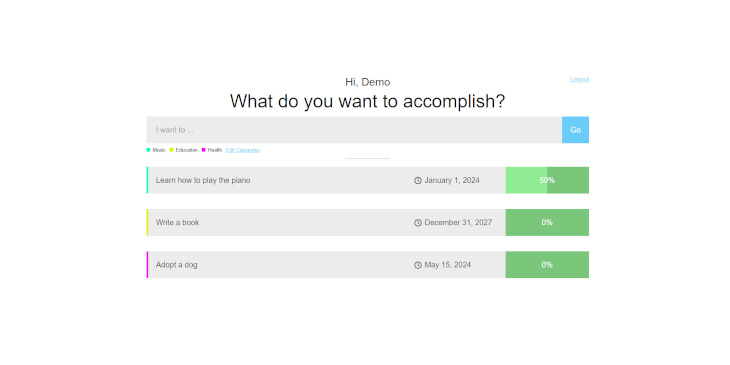 Hi, Demo
Logout
What do you want to accomplish?
I want to ...
Go
Music Education Health Edit Categories
Learn how to play the piano January 1, 2024 50%
Write a book December 31, 2027 0%
Adopt a dog May 15, 2024 0%